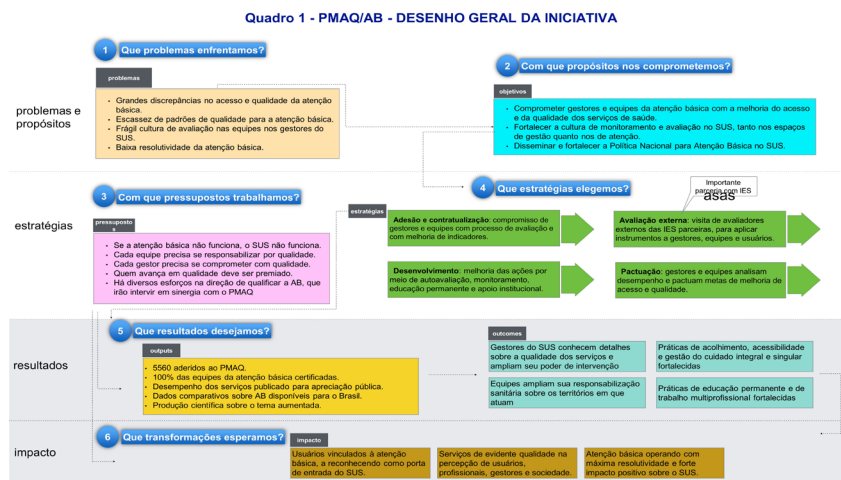 Quadro 1 - PMAQ/AB - DESENHO GERAL DA INICIATIVA
1
Que problemas enfrentamos?
problemas
problemas e
propósitos
• Grandes discrepâncias no acesso e qualidade da atenção
básica.
• Escassez de padrões de qualidade para a atenção básica.
• Frágil cultura de avaliação nas equipes nos gestores do
SUS.
• Baixa resolutividade da atenção básica.
2
Com que propósitos nos comprometemos?
objetivos
• Comprometer gestores e equipes da atenção básica com a melhoria do acesso
e da qualidade dos serviços de saúde.
• Fortalecer a cultura de monitoramento e avaliação no SUS, tanto nos espaços
de gestão quanto nos de atenção.
• Disseminar e fortalecer a Política Nacional para Atenção Básica no SUS.
3
Com que pressupostos trabalhamos?
estratégias
pressuposto
s
• Se a atenção básica não funciona, o SUS não funciona.
• Cada equipe precisa se responsabilizar por qualidade.
• Cada gestor precisa se comprometer com qualidade.
• Quem avança em qualidade deve ser premiado.
• Há diversos esforços na direção de qualificar a AB, que
irão intervir em sinergia com o PMAQ
4
Que estratégias elegemos?
Importante
parceria com IES
asas
estratégias
Adesão e contratualização: compromisso de
gestores e equipes com processo de avaliação e
com melhoria de indicadores.
Avaliação externa: visita de avaliadores
externos das IES parceiras, para aplicar
instrumentos a gestores, equipes e usuários.
Desenvolvimento: melhoria das ações por
meio de autoavaliação, monitoramento,
educação permanente e apoio institucional.
Pactuação: gestores e equipes analisam
desempenho e pactuam metas de melhoria de
acesso e qualidade.
5
Que resultados desejamos?
resultados
outputs
• 5560 aderidos ao PMAQ.
• 100% das equipes da atenção básica certificadas.
• Desempenho dos serviços publicado para apreciação pública.
• Dados comparativos sobre AB disponíveis para o Brasil.
• Produção científica sobre o tema aumentada.
outcomes
Gestores do SUS conhecem detalhes
sobre a qualidade dos serviços e
ampliam seu poder de intervenção
Práticas de acolhimento, acessibilidade
e gestão do cuidado integral e singular
fortalecidas
Equipes ampliam sua responsabilização
sanitária sobre os territórios em que
atuam
Práticas de educação permanente e de
trabalho multiprofissional fortalecidas
6
Que transformações esperamos?
impacto
impacto
Usuários vinculados à atenção
básica, a reconhecendo como porta
de entrada do SUS.
Serviços de evidente qualidade na
percepção de usuários,
profissionais, gestores e sociedade.
Atenção básica operando com
máxima resolutividade e forte
impacto positivo sobre o SUS.